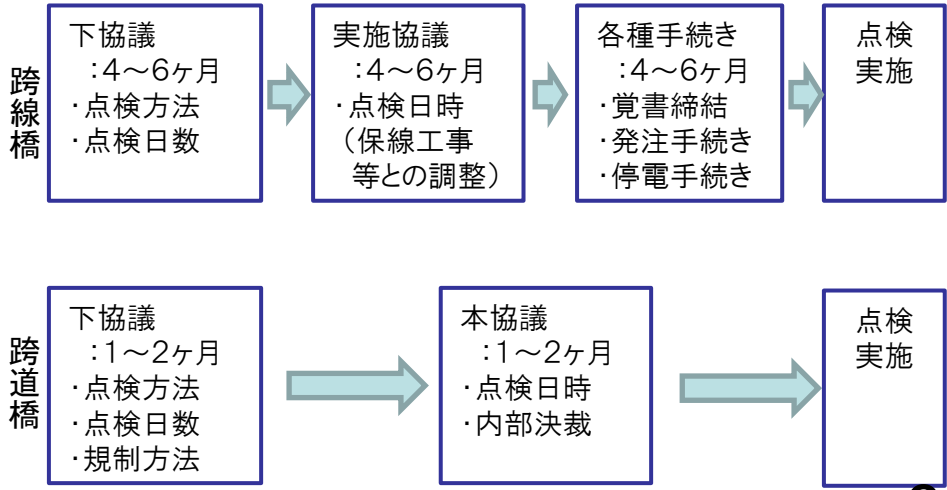 跨線橋
下協議
:4～6ヶ月
・点検方法
・点検日数
実施協議
:4～6ヶ月
・点検日時
（保線工事
等との調整）
各種手続き
:4～6ヶ月
・覚書締結
・発注手続き
・停電手続き
点検
実施
跨道橋
下協議
:1～2ヶ月
・点検方法
・点検日数
・規制方法
本協議
:1～2ヶ月
・点検日時
・内部決裁
点検
実施